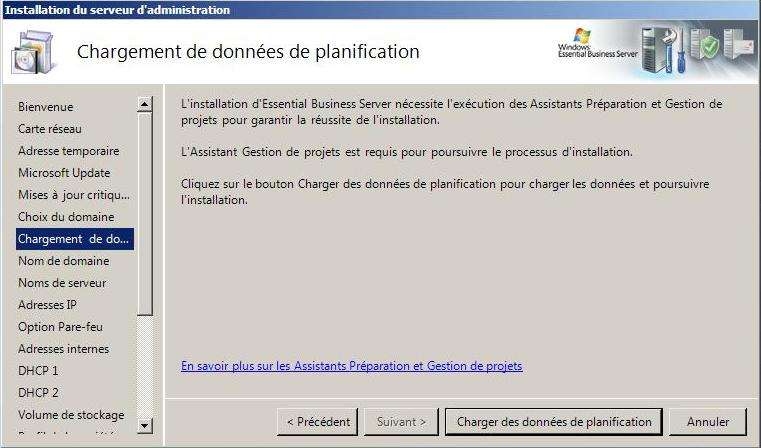 Installation du serveur d'administration
Chargement de données de planification
Windows
Essential Business Server
Bienvenue
Carte réseau
Adresse temporaire
Microsoft Update
Mises à jour critiqu...
Choix du domaine
Chargement de do...
Nom de domaine
Noms de serveur
Adresses IP
Option Pare-feu
Adresses internes
DHCP 1
DHCP 2
Volume de stockage
L'installation d'Essential Business Server nécessite l'exécution des Assistants Préparation et Gestion de
projets pour garantir la réussite de l'installation.
L'Assistant Gestion de projets est requis pour poursuivre le processus d'installation.
Cliquez sur le bouton Charger des données de planification pour charger les données et poursuivre
l'installation.
En savoir plus sur les Assistants Préparation et Gestion de projets
< Précédent
Suivant >
Charger des données de planification
Annuler